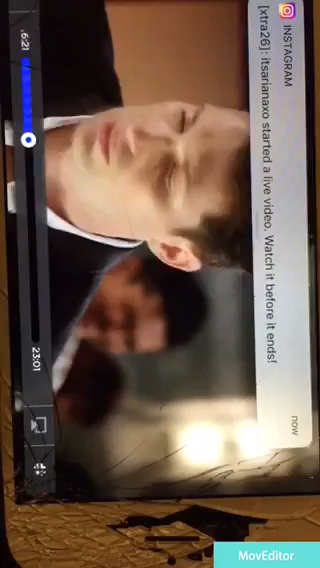 INSTAGRAM
now
[xtra26]: itsarianaxo started a live video. Watch it before it ends!
6:21
23:01
MovEditor